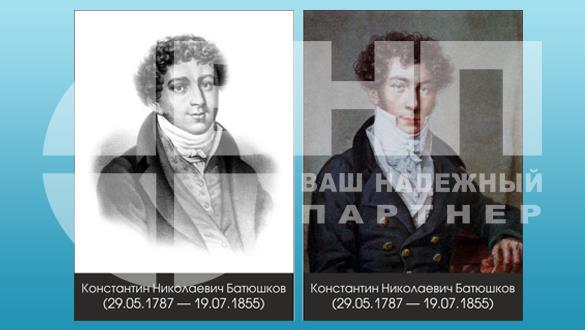 ВАШ НАДЕЖНЫЙ
ПАРТНЕР
Константин Николаевич Батюшков
(29.05.1787 — 19.07.1855)
Константин Николаевич Батюшков
(29.05.1787 — 19.07.1855)